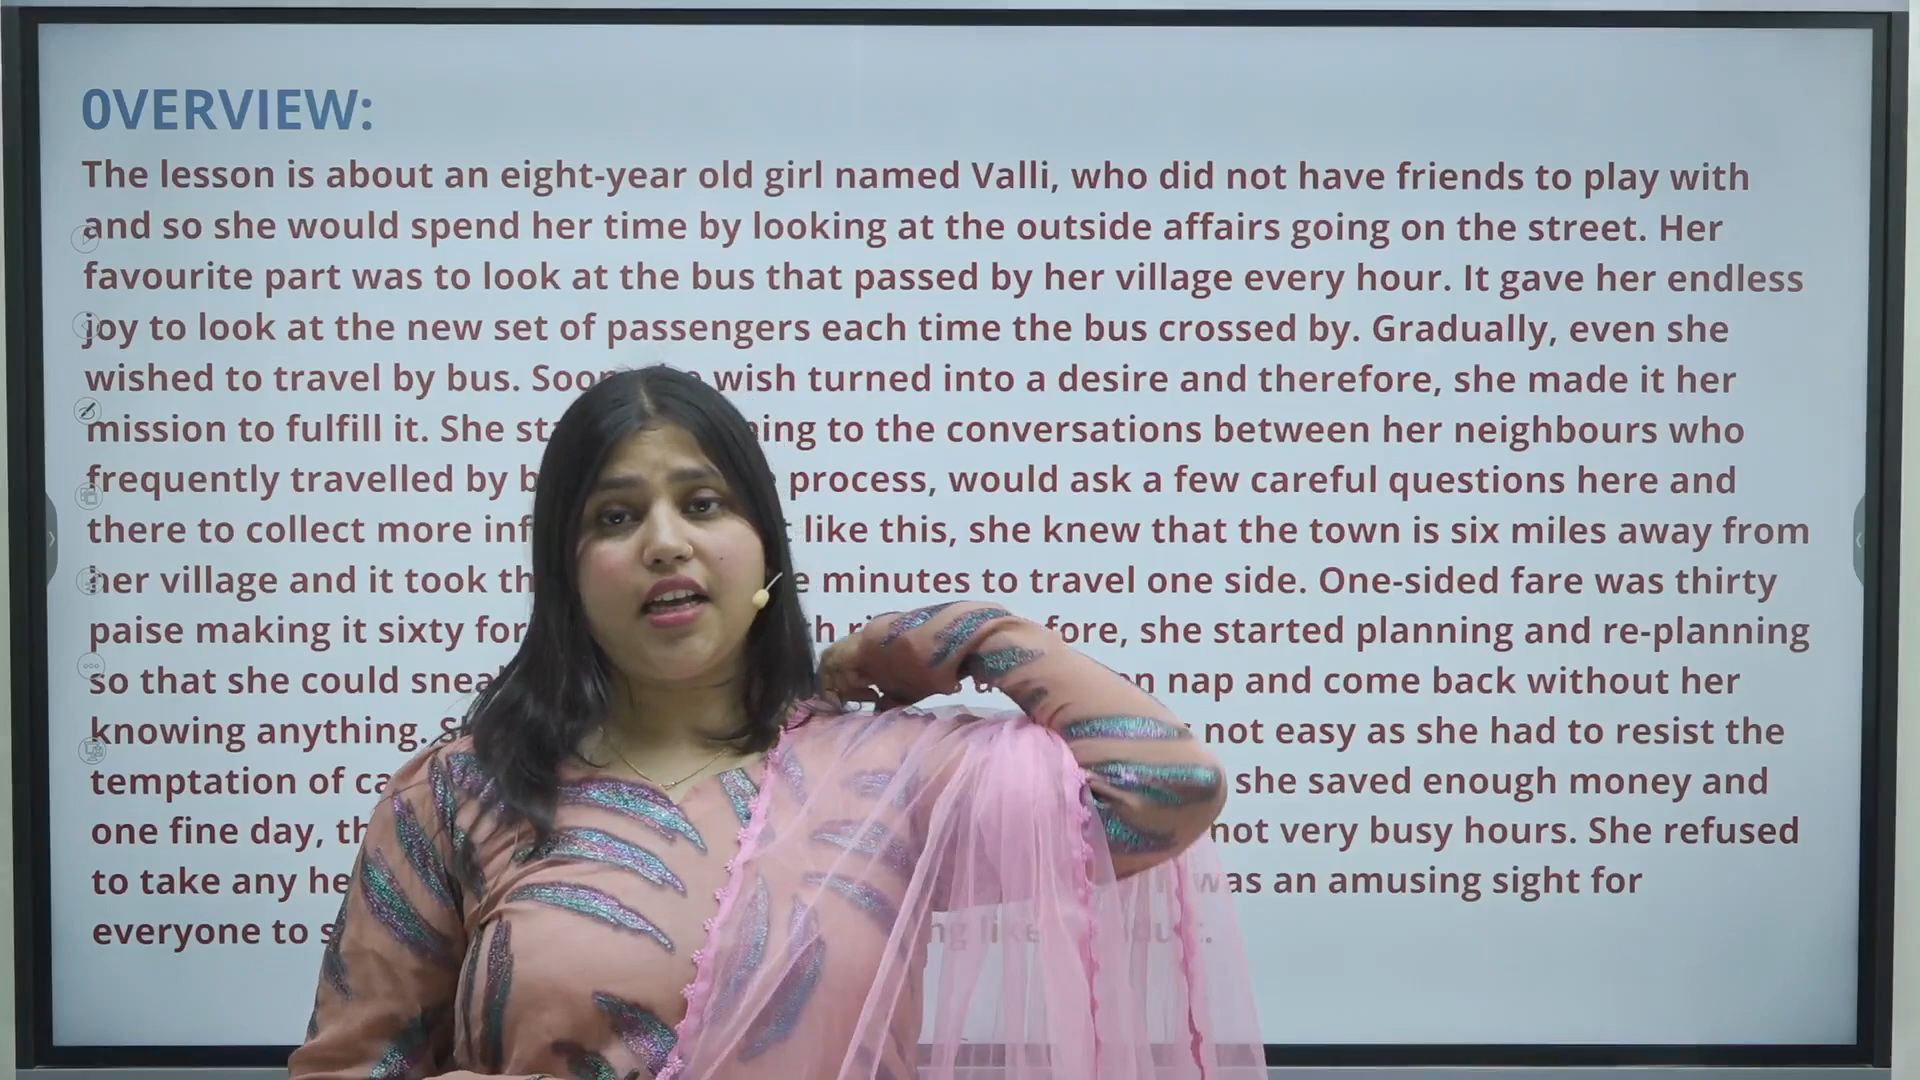 0VERVIEW:
The lesson is about an eight-year old girl named Valli, who did not have friends to play with
and so she would spend her time by looking at the outside affairs going on the street. Her
favourite part was to look at the bus that passed by her village every hour. It gave her endless
joy to look at the new set of passengers each time the bus crossed by. Gradually, even she
wished to travel by bus. Soon wish turned into a desire and therefore, she made it her
mission to fulfill it. She to the conversations between her neighbours who
frequently travelled by process, would ask a few careful questions here and
there to collect more like this, she knew that the town is six miles away from
her village and it took minutes to travel one side. One-sided fare was thirty
paise making it sixty for she started planning and re-planning
so that she could nap and come back without her
knowing anything. not easy as she had to resist the
temptation of she saved enough money and
one fine day, not very busy hours. She refused
to take any was an amusing sight for
everyone to